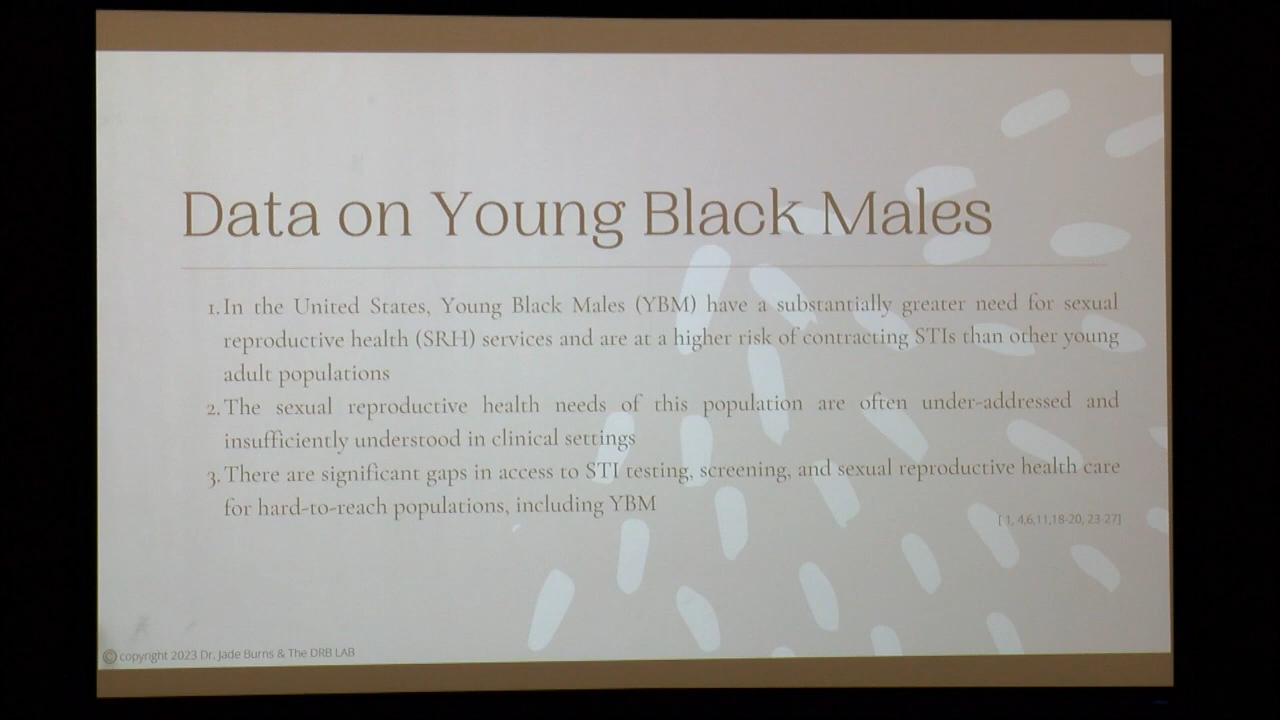 Data on Young Black Males
1. In the United States, Young Black Males (YBM) have a substantially greater need for sexual
reproductive health (SRH) services and are at a higher risk of contracting STIs than other young
adult populations
2. The sexual reproductive health needs of this population are often under-addressed and
insufficiently understood in clinical settings
3. There are significant gaps in access to STI testing, screening, and sexual reproductive health care
for hard-to-reach populations, including YBM
[ 1, 4,6,11,18-20, 23-27]
© copyright 2023 Dr. Jade Burns & The DRB LAB